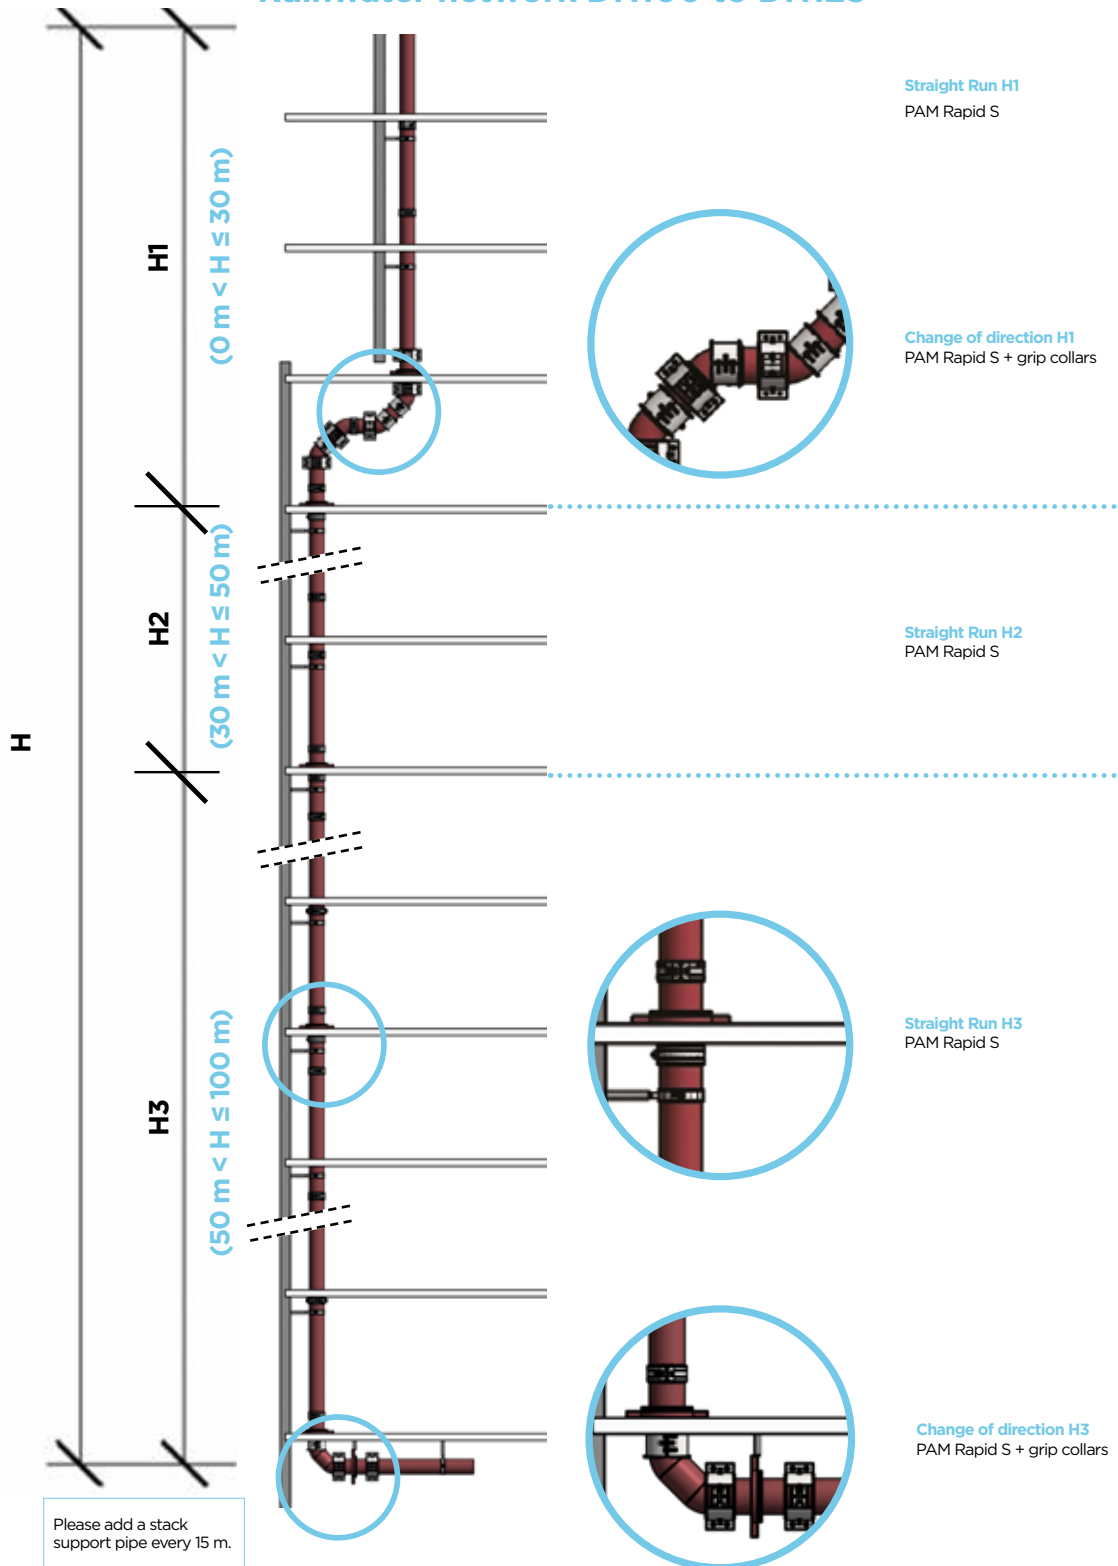 Straight Run H1
PAM Rapid S
H1
(0 m < H ≤ 30 m)
Change of direction H1
PAM Rapid S + grip collars
H2
(30 m < H ≤ 50 m)
Straight Run H2
PAM Rapid S
H
H3
(50 m < H ≤ 100 m)
Straight Run H3
PAM Rapid S
Change of direction H3
PAM Rapid S + grip collars
Please add a stack
support pipe every 15 m.